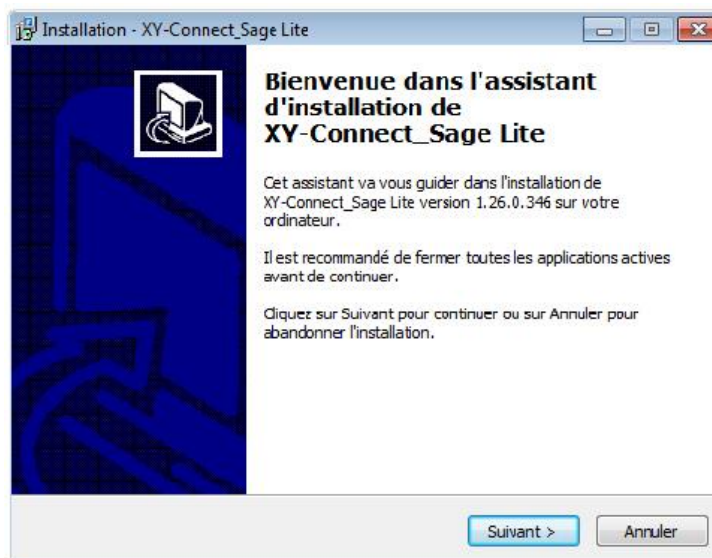 Installation - XY-Connect_Sage Lite
Bienvenue dans l'assistant
d'installation de
XY-Connect_Sage Lite
Cet assistant va vous guider dans l'installation de
XY-Connect_Sage Lite version 1.26.0.346 sur votre
ordinateur.
Il est recommandé de fermer toutes les applications actives
avant de continuer.
Cliquez sur Suivant pour continuer ou sur Annuler pour
abandonner l'installation.
Suivant >
Annuler